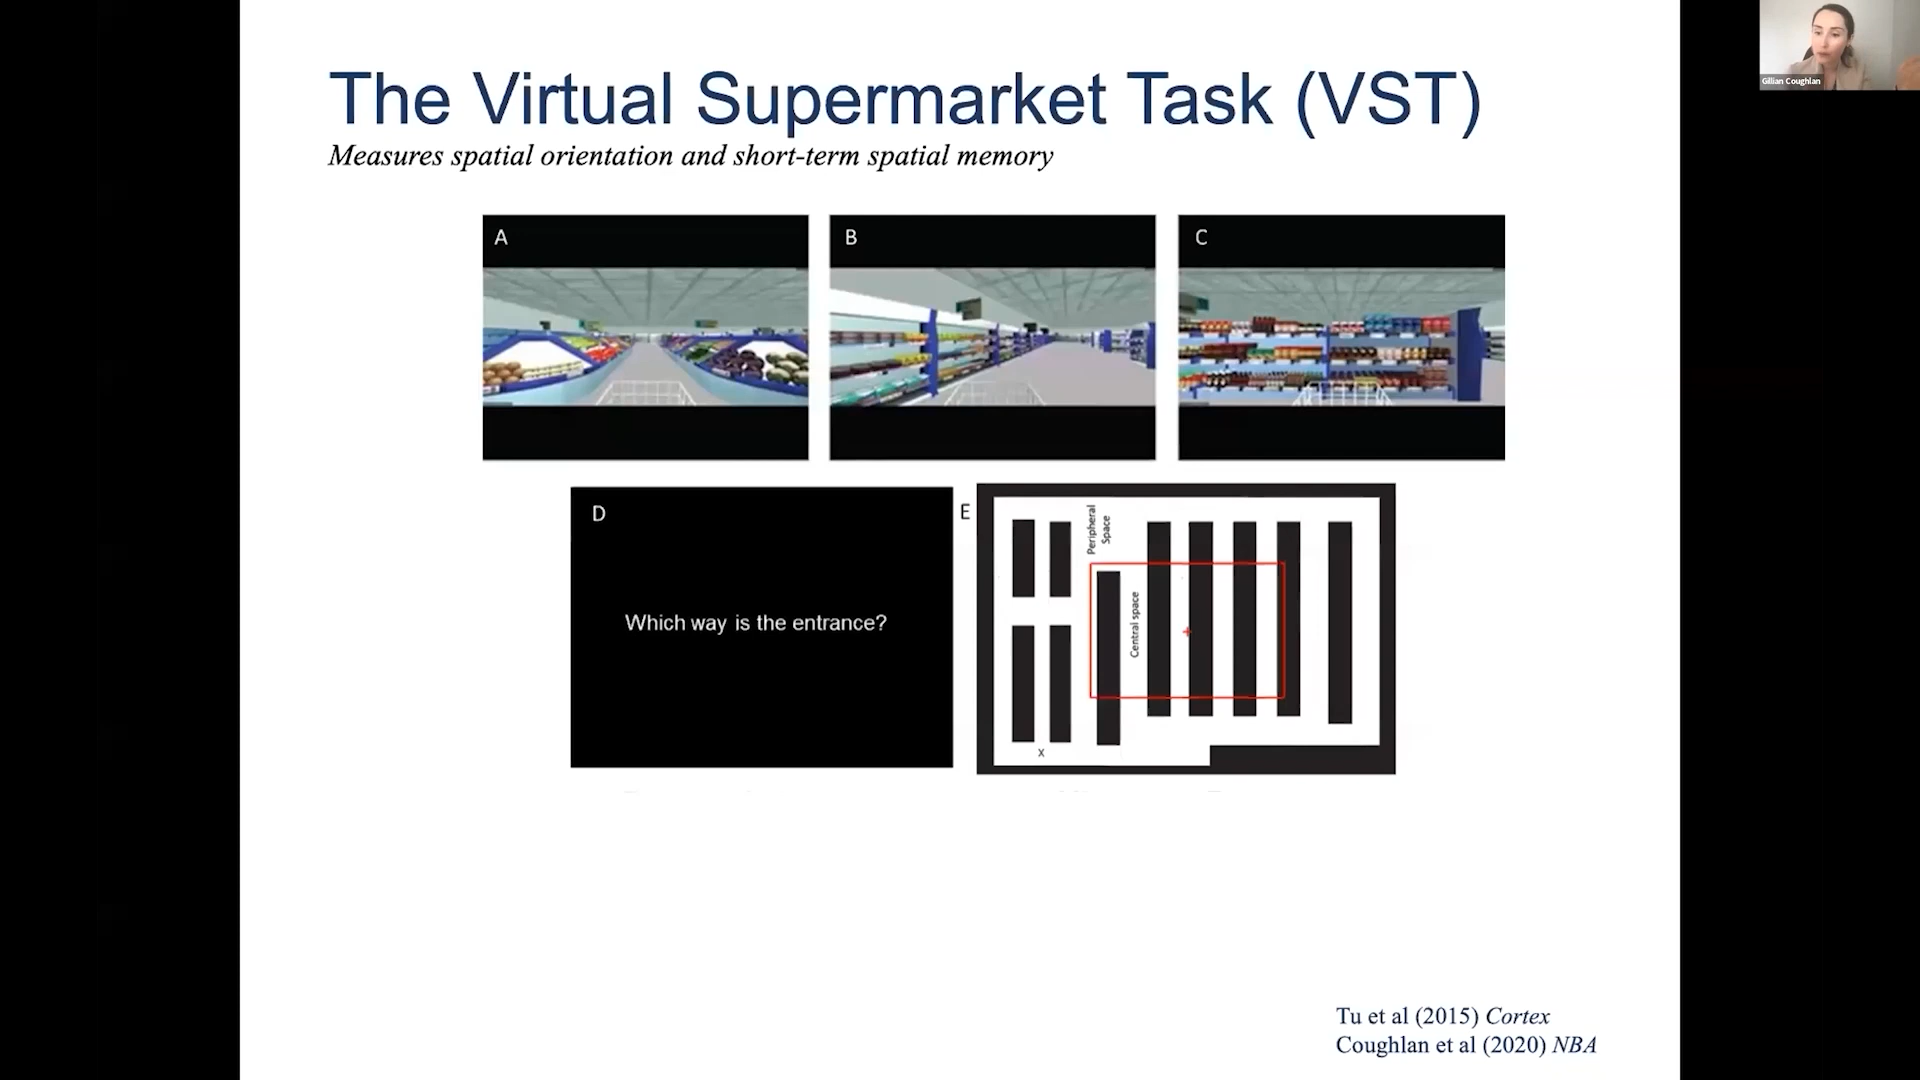 Gillian Coughlan
The Virtual Supermarket Task (VST)
Measures spatial orientation and short-term spatial memory
A
B
C
D
Which way is the entrance?
E
Peripheral
Space
Central space
X
Tu et al (2015) Cortex
Coughlan et al (2020) NBA